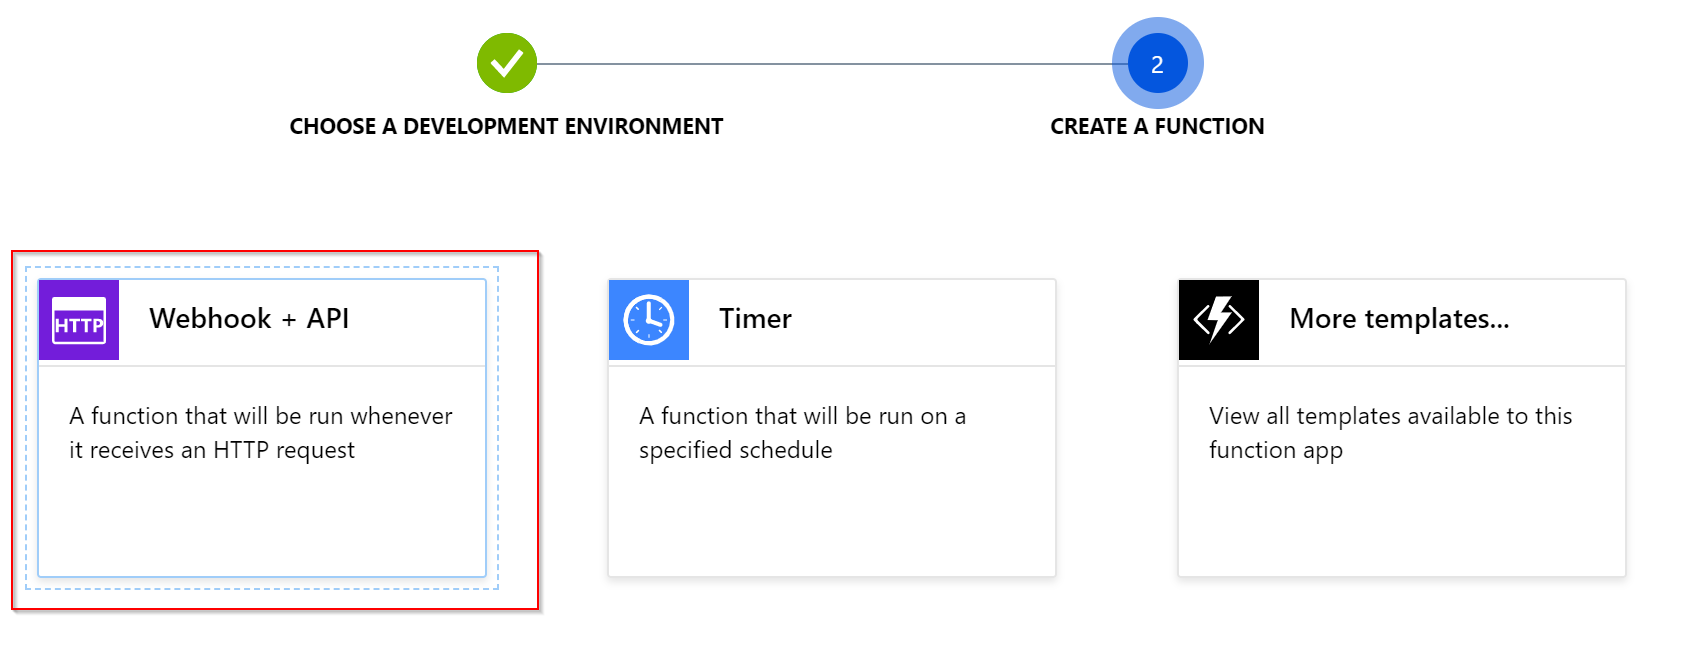 2
CHOOSE A DEVELOPMENT ENVIRONMENT
CREATE A FUNCTION
HTTP
Webhook + API
A function that will be run whenever
it receives an HTTP request
Timer
A function that will be run on a
specified schedule
More templates...
View all templates available to this
function app